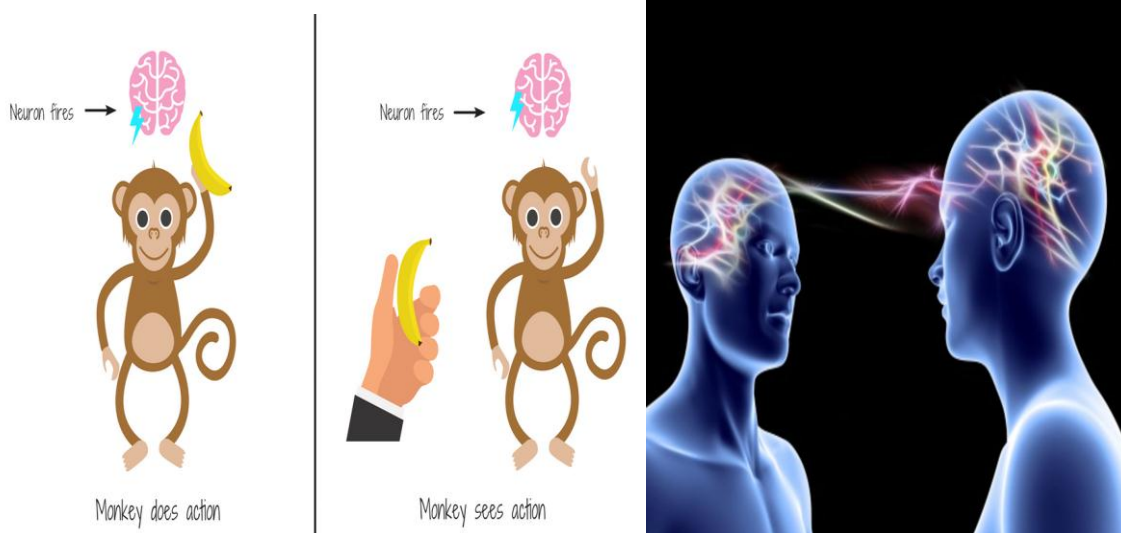 Neuron fires
Monkey does action
Neuron fires
Monkey sees action